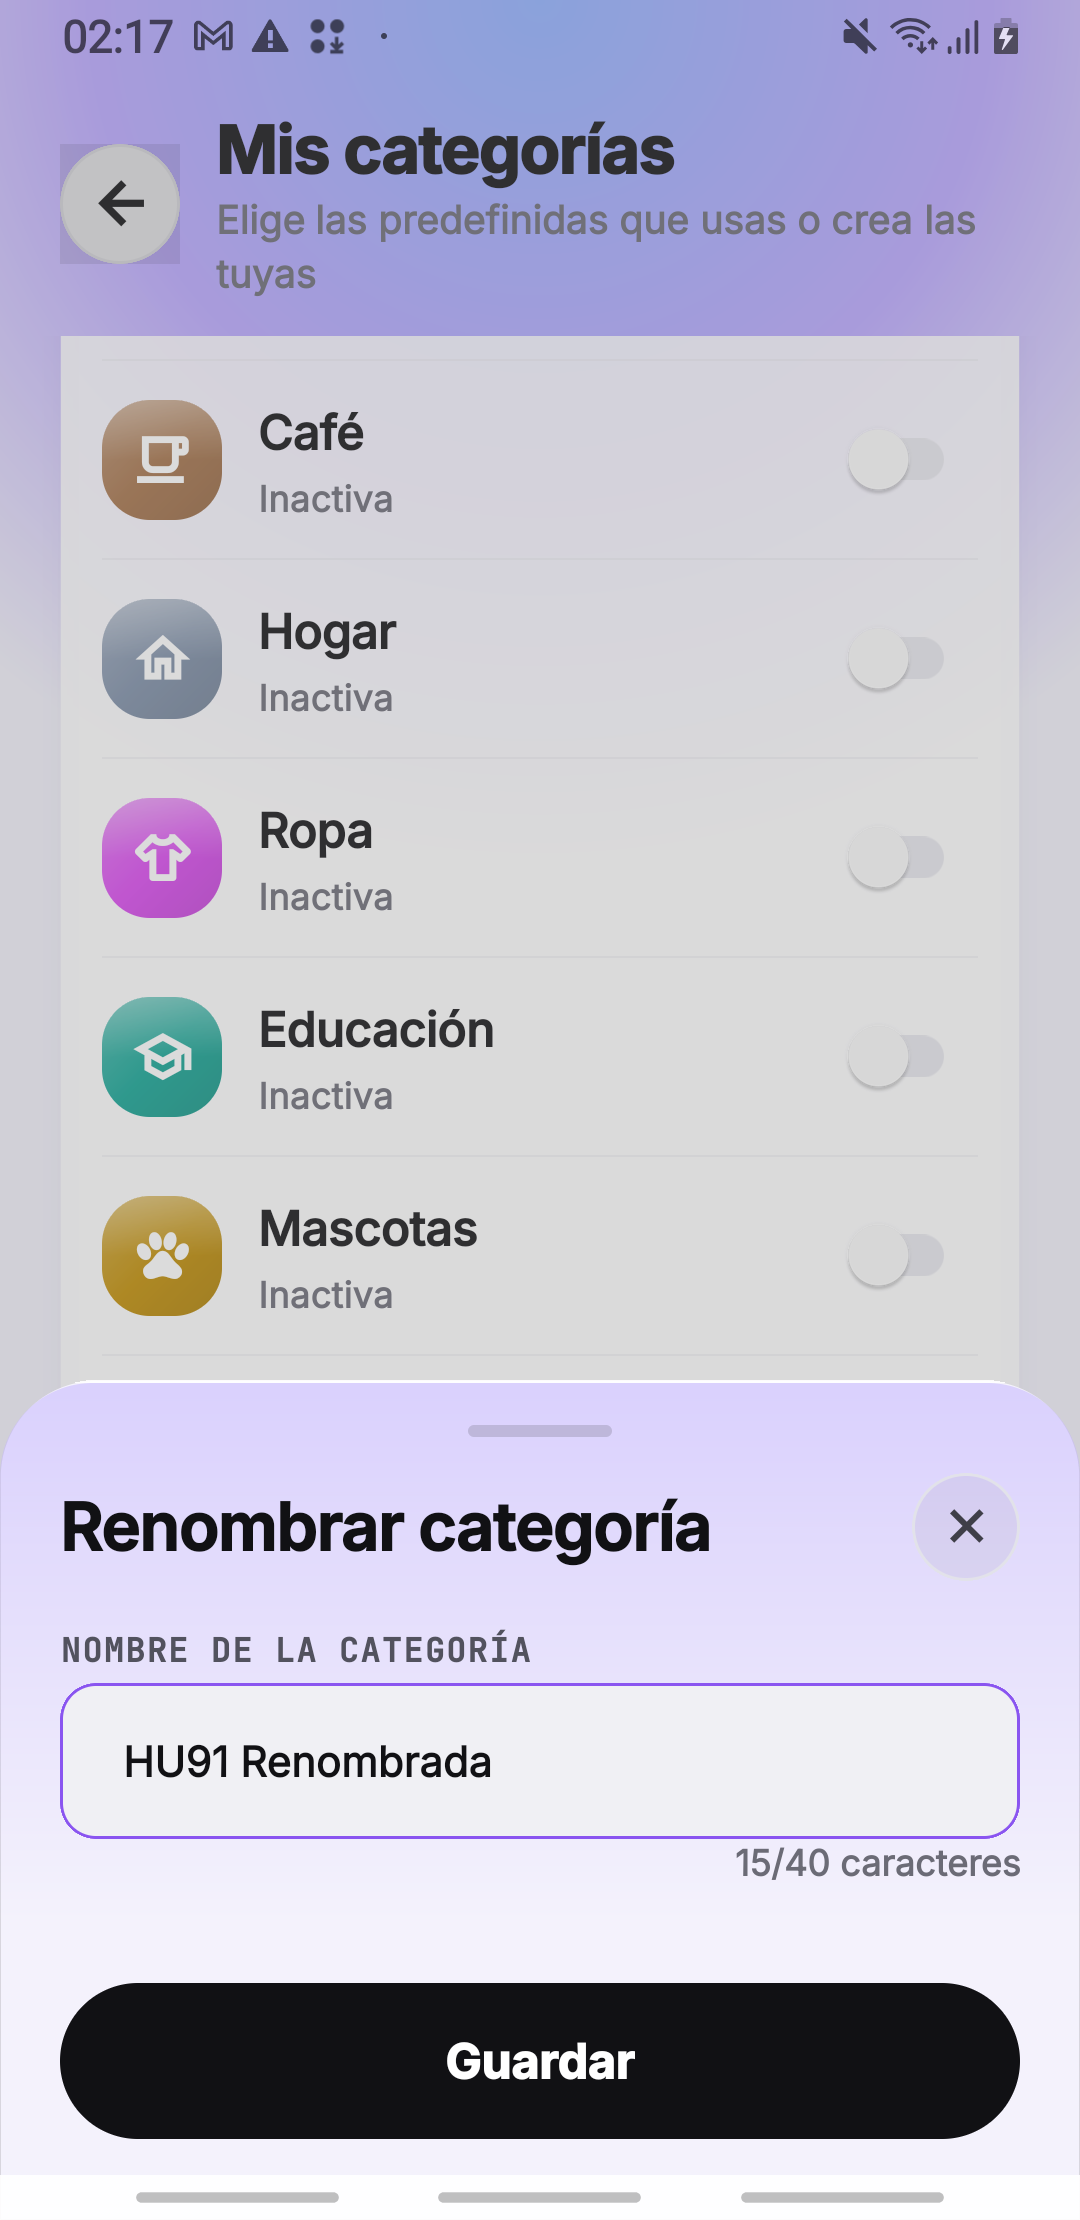 02:17
Mis categorías
Elige las predefinidas que usas o crea las
tuyas
Café
Inactiva
Hogar
Inactiva
Ropa
Inactiva
Educación
Inactiva
Mascotas
Inactiva
Renombrar categoría
NOMBRE DE LA CATEGORÍA
HU91 Renombrada
15/40 caracteres
Guardar